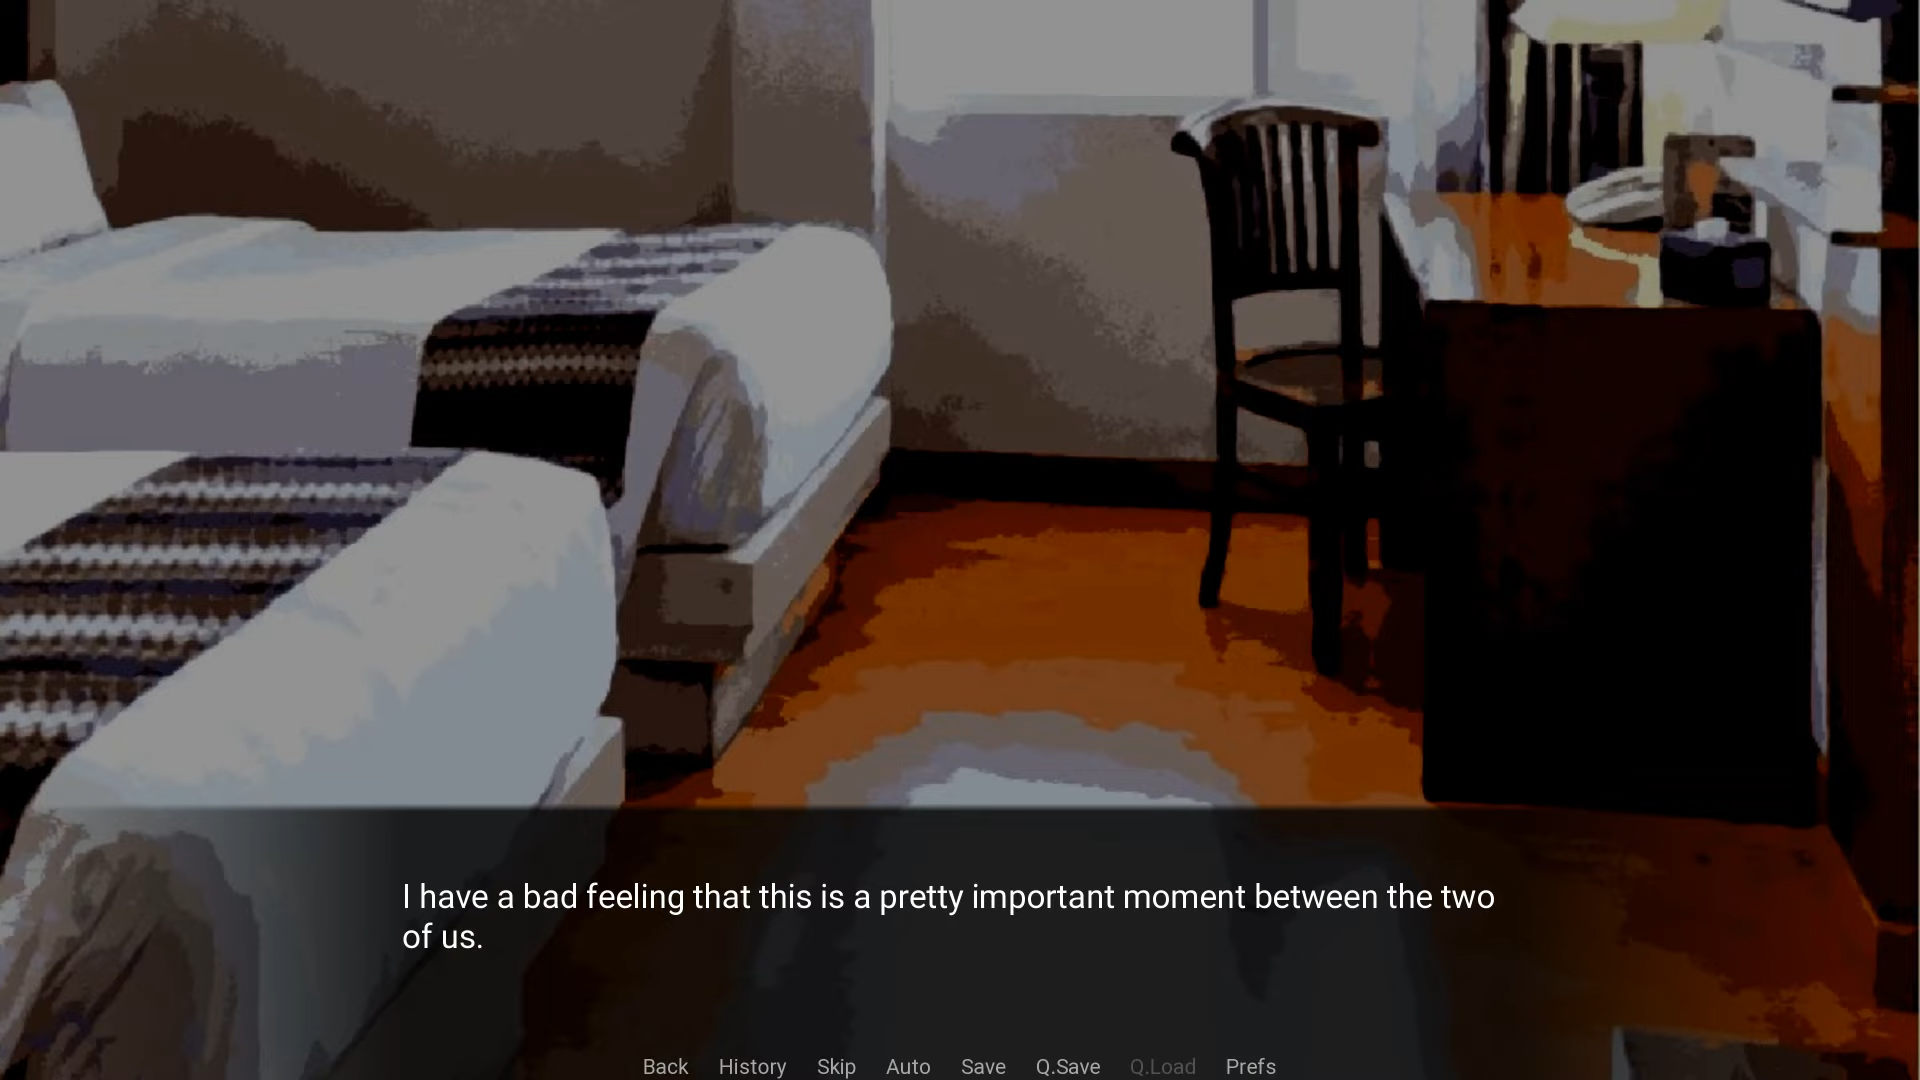 I have a bad feeling that this is a pretty important moment between the two
of us.
Back History Skip Auto Save Q.Save Q.Load Prefs